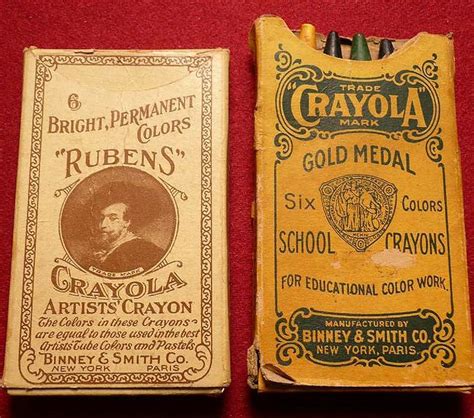 6
BRIGHT, PERMANENT
COLORS
"RUBENS"
TRADE MARK
CRAYOLA
ARTISTS' CRAYON
The Colors in these Crayons
are equal to those used in the best
Artists Tube Colors and Pastels.
BINNEY & SMITH CO.
NEW YORK PARIS
TRADE
"CRAYOLA"
MARK
GOLD MEDAL
SIX COLORS
SCHOOL CRAYONS
FOR EDUCATIONAL COLOR WORK
MANUFACTURED BY
BINNEY & SMITH CO.
NEW YORK, PARIS.